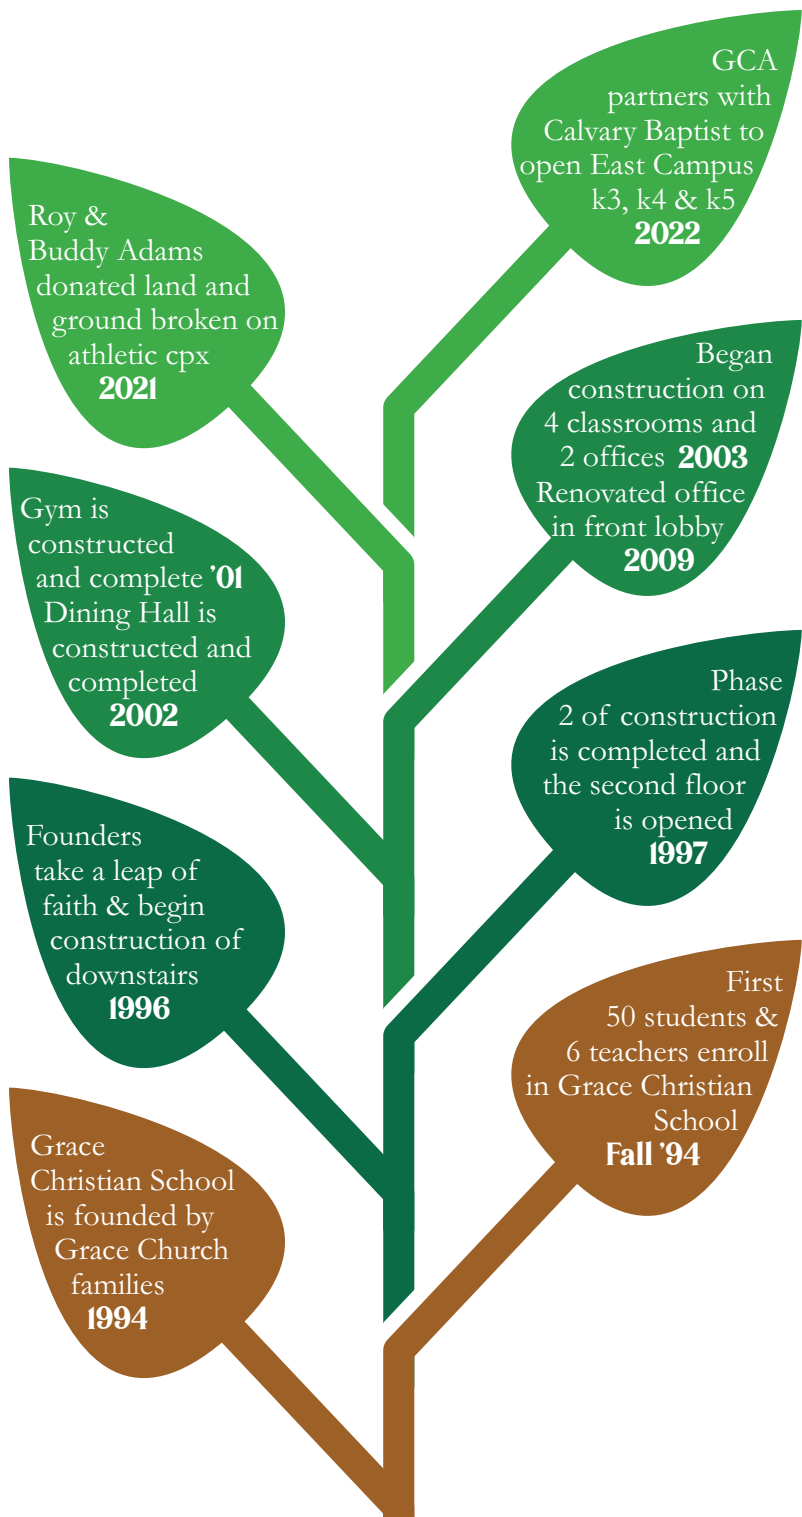 GCA
partners with
Calvary Baptist to
open East Campus
k3, k4 & k5
2022
Roy &
Buddy Adams
donated land and
ground broken on
athletic cpx
2021
Began
construction on
4 classrooms and
2 offices 2003
Renovated office
in front lobby
2009
Gym is
constructed
and complete ’01
Dining Hall is
constructed and
completed
2002
Phase
2 of construction
is completed and
the second floor
is opened
1997
Founders
take a leap of
faith & begin
construction of
downstairs
1996
First
50 students &
6 teachers enroll
in Grace Christian
School
Fall ’94
Grace
Christian School
is founded by
Grace Church
families
1994